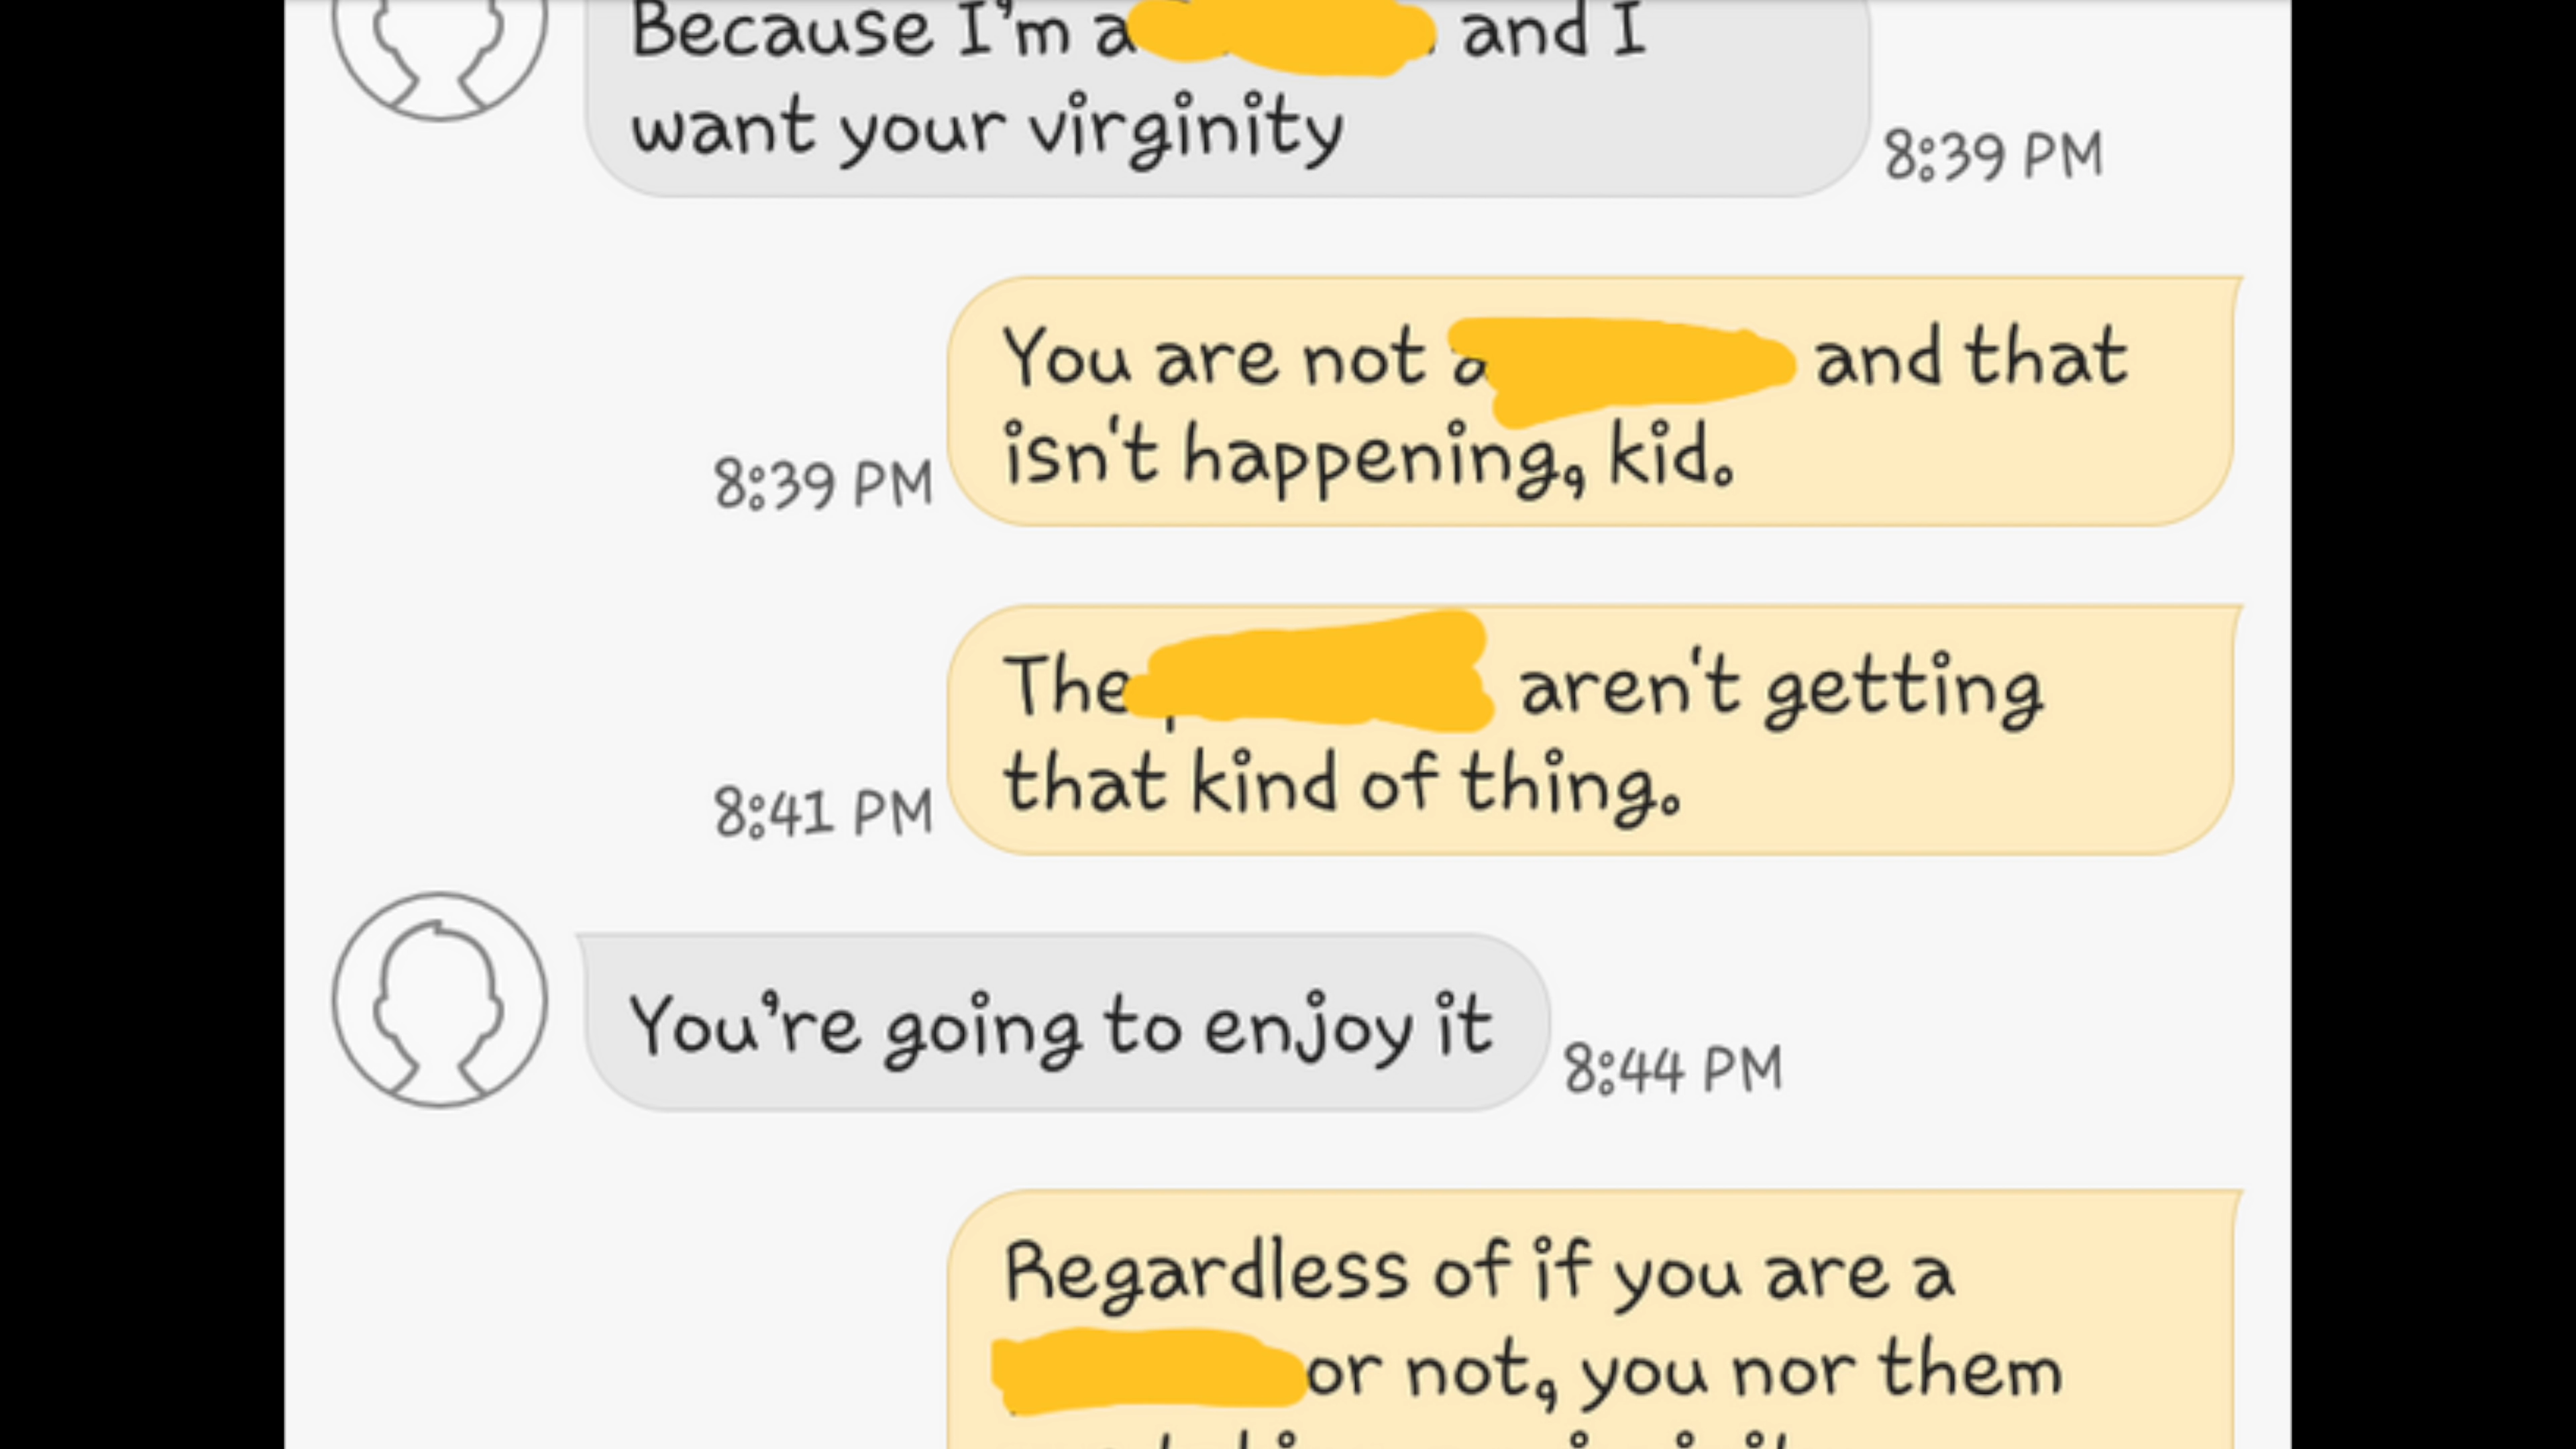 Because I'm a and I
want your virginity
8:39 PM
You are not a and that
isn't happening, kid.
8:39 PM
The aren't getting
that kind of thing.
8:41 PM
You're going to enjoy it
8:44 PM
Regardless of if you are a
or not, you nor them